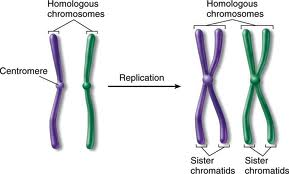 Homologous
chromosomes
Homologous chromosomes
Centromere
Replication
Sister
chromatids
Sister
chromatids